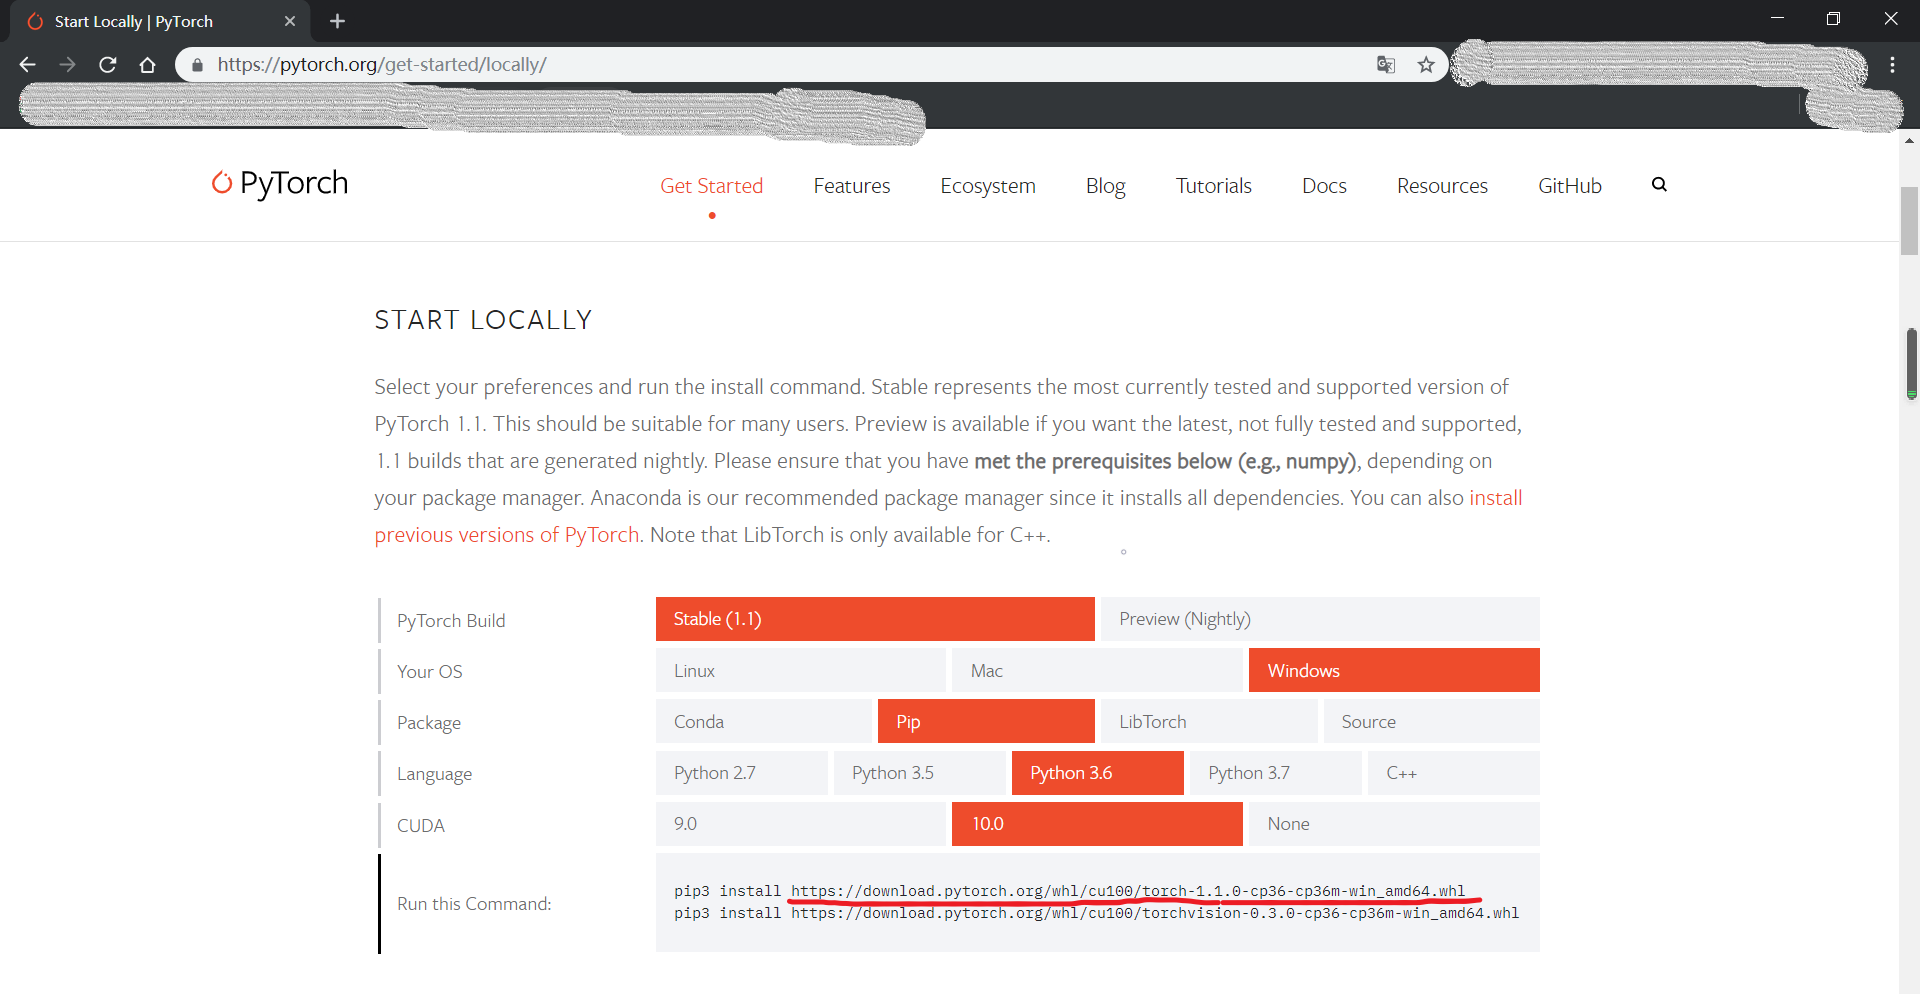 Start Locally | PyTorch
https://pytorch.org/get-started/locally/
PyTorch
Get Started Features Ecosystem Blog Tutorials Docs Resources GitHub
START LOCALLY
Select your preferences and run the install command. Stable represents the most currently tested and supported version of
PyTorch 1.1. This should be suitable for many users. Preview is available if you want the latest, not fully tested and supported,
1.1 builds that are generated nightly. Please ensure that you have met the prerequisites below (e.g., numpy), depending on
your package manager. Anaconda is our recommended package manager since it installs all dependencies. You can also install
previous versions of PyTorch. Note that LibTorch is only available for C++.
PyTorch Build Stable (1.1) Preview (Nightly)
Your OS Linux Mac Windows
Package Conda Pip LibTorch Source
Language Python 2.7 Python 3.5 Python 3.6 Python 3.7 C++
CUDA 9.0 10.0 None
Run this Command:
pip3 install https://download.pytorch.org/whl/cu100/torch-1.1.0-cp36-cp36m-win_amd64.whl
pip3 install https://download.pytorch.org/whl/cu100/torchvision-0.3.0-cp36-cp36m-win_amd64.whl